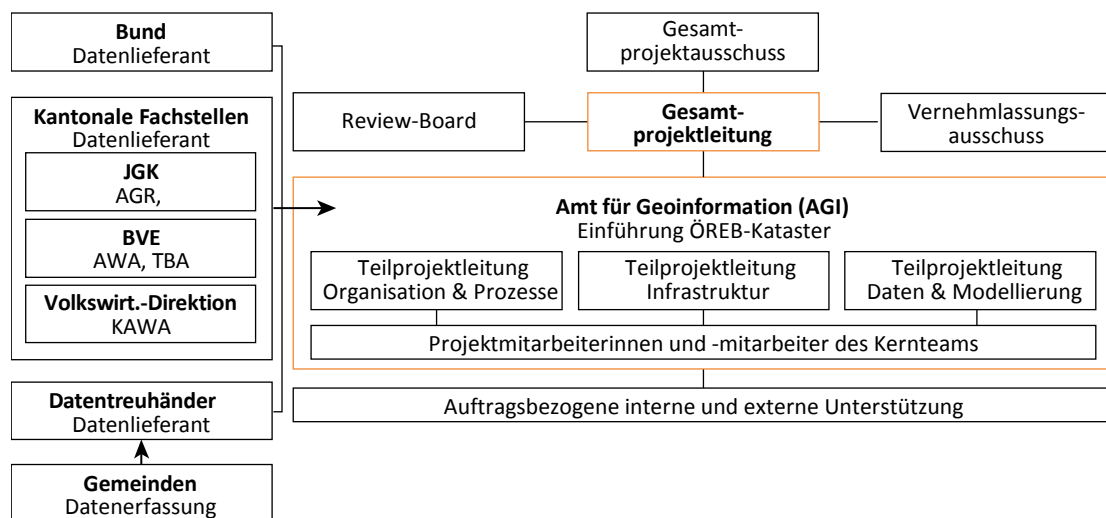 Bund
Datenlieferant
Kantonale Fachstellen
Datenlieferant
JGK
AGR,
BVE
AWA, TBA
Volkswirt.-Direktion
KAWA
Datentreuhänder
Datenlieferant
Gemeinden
Datenerfassung
Gesamt-
projektausschuss
Review-Board
Gesamt-
projektleitung
Vernehmlassungs-
ausschuss
Amt für Geoinformation (AGI)
Einführung ÖREB-Kataster
Teilprojektleitung
Organisation & Prozesse
Teilprojektleitung
Infrastruktur
Teilprojektleitung
Daten & Modellierung
Projektmitarbeiterinnen und -mitarbeiter des Kernteams
Auftragsbezogene interne und externe Unterstützung